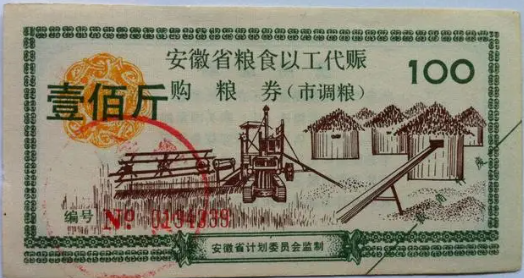 安徽省粮食以工代赈
100
壹佰斤
购粮券（市调粮）
编号 № 0194339
安徽省计划委员会监制